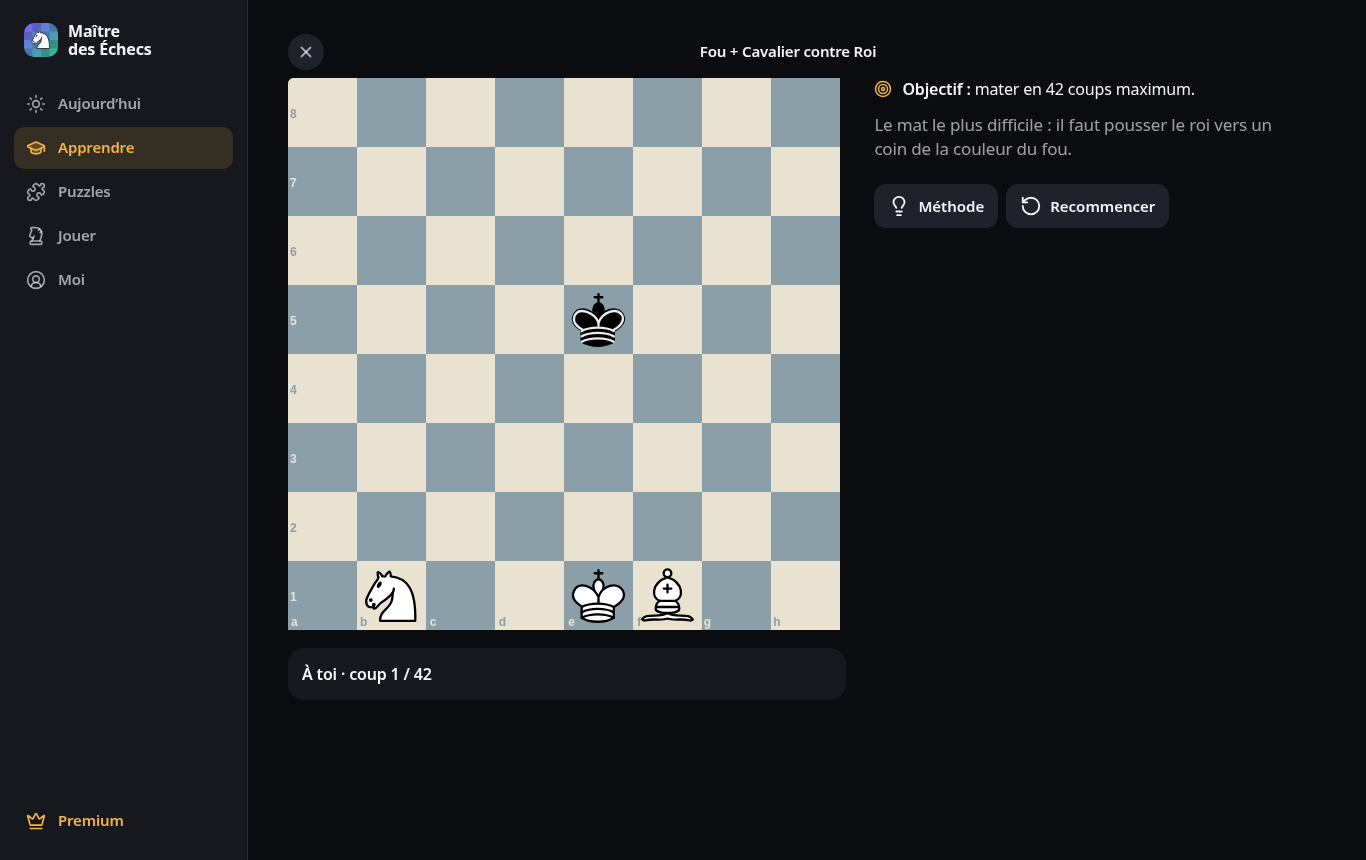 Maître
des Échecs
Aujourd’hui
Apprendre
Puzzles
Jouer
Moi
Premium
Fou + Cavalier contre Roi
8
7
6
5
4
3
2
1
a b c d e f g h
À toi · coup 1 / 42
Objectif : mater en 42 coups maximum.
Le mat le plus difficile : il faut pousser le roi vers un
coin de la couleur du fou.
Méthode
Recommencer